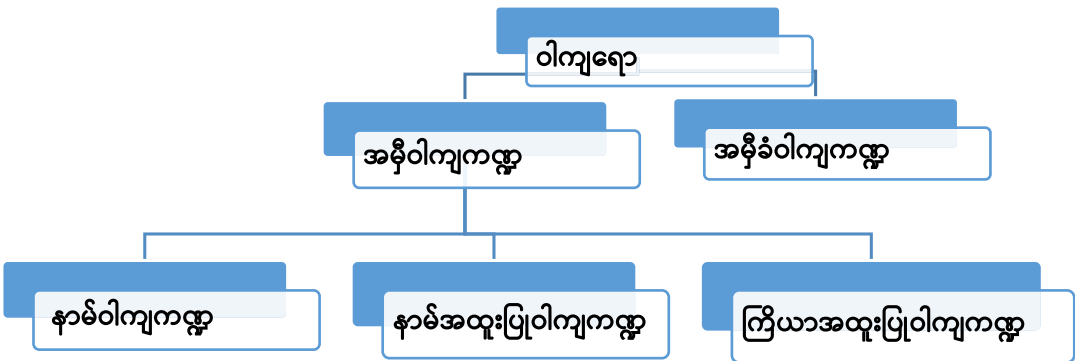 ဝါကျရော
အမှီဝါကျကဏ္ဍ
အမှီခံဝါကျကဏ္ဍ
နာမ်ဝါကျကဏ္ဍ
နာမ်အထူးပြုဝါကျကဏ္ဍ
ကြိယာအထူးပြုဝါကျကဏ္ဍ